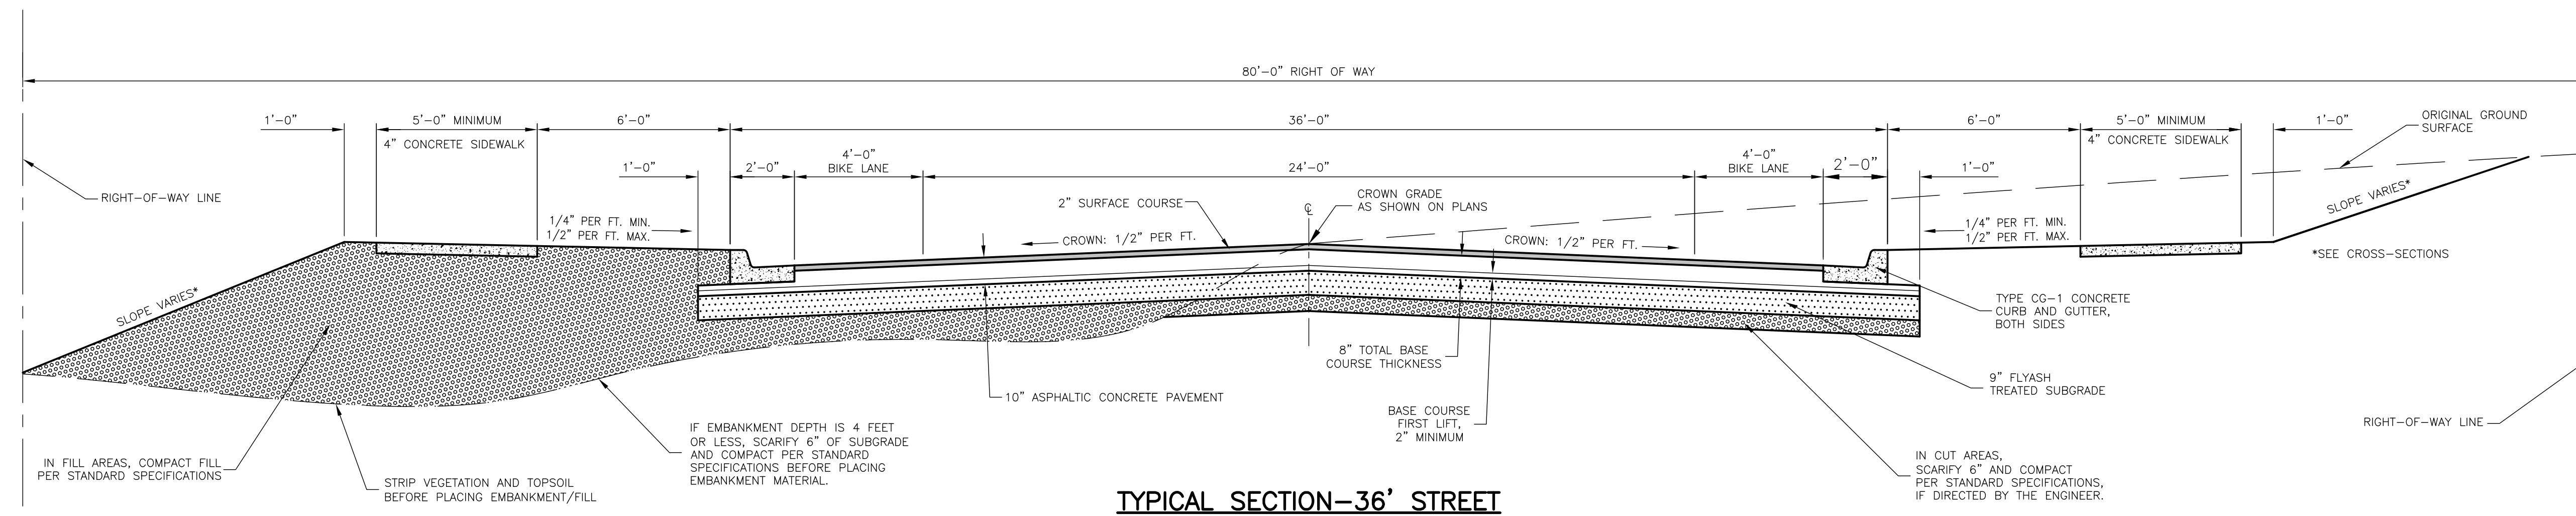 80'-0" RIGHT OF WAY
1'-0"
5'-0" MINIMUM
4" CONCRETE SIDEWALK
6'-0"
36'-0"
6'-0"
5'-0" MINIMUM
4" CONCRETE SIDEWALK
1'-0"
ORIGINAL GROUND
SURFACE
1'-0"
2'-0"
4'-0"
BIKE LANE
24'-0"
4'-0"
BIKE LANE
2'-0"
1'-0"
RIGHT-OF-WAY LINE
2" SURFACE COURSE
℄
CROWN GRADE
AS SHOWN ON PLANS
SLOPE VARIES*
1/4" PER FT. MIN.
1/2" PER FT. MAX.
CROWN: 1/2" PER FT.
CROWN: 1/2" PER FT.
1/4" PER FT. MIN.
1/2" PER FT. MAX.
*SEE CROSS-SECTIONS
SLOPE VARIES*
TYPE CG-1 CONCRETE
CURB AND GUTTER,
BOTH SIDES
8" TOTAL BASE
COURSE THICKNESS
9" FLYASH
TREATED SUBGRADE
10" ASPHALTIC CONCRETE PAVEMENT
BASE COURSE
FIRST LIFT,
2" MINIMUM
RIGHT-OF-WAY LINE
IF EMBANKMENT DEPTH IS 4 FEET
OR LESS, SCARIFY 6" OF SUBGRADE
AND COMPACT PER STANDARD
SPECIFICATIONS BEFORE PLACING
EMBANKMENT MATERIAL.
IN FILL AREAS, COMPACT FILL
PER STANDARD SPECIFICATIONS
STRIP VEGETATION AND TOPSOIL
BEFORE PLACING EMBANKMENT/FILL
IN CUT AREAS,
SCARIFY 6" AND COMPACT
PER STANDARD SPECIFICATIONS,
IF DIRECTED BY THE ENGINEER.
TYPICAL SECTION-36' STREET